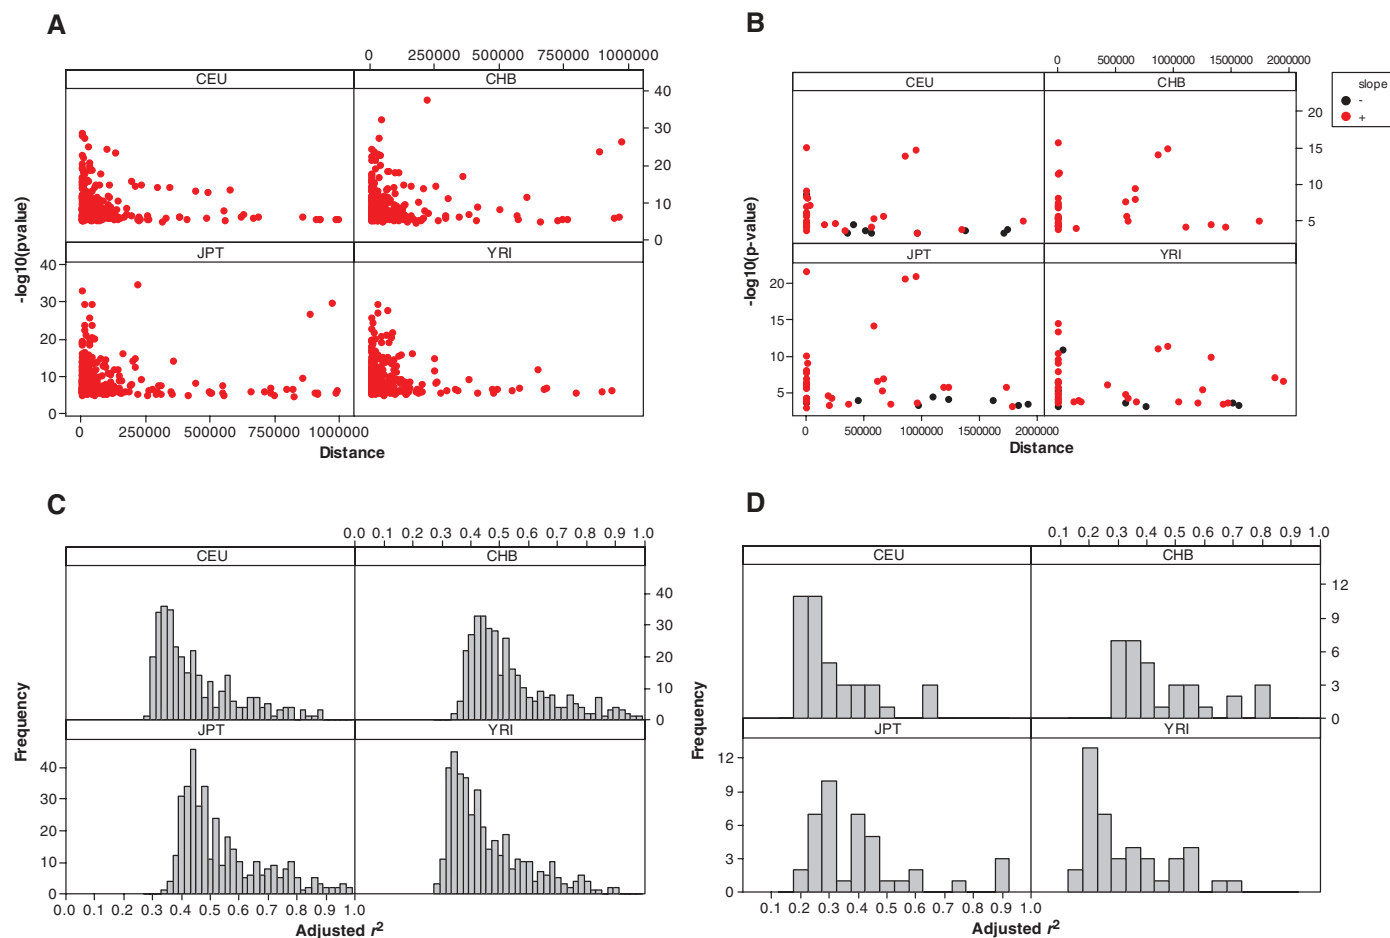 A
0 250000 500000 750000 1000000
CEU CHB
40
30
20
10
0
JPT YRI
40
30
20
10
0
-log10(pvalue)
0 250000 500000 750000 1000000
Distance
B
0 500000 1000000 1500000 2000000
CEU CHB
slope
-
+
20
15
10
5
JPT YRI
20
15
10
5
-log10(p-value)
0 500000 1000000 1500000 2000000
Distance
C
0.0 0.1 0.2 0.3 0.4 0.5 0.6 0.7 0.8 0.9 1.0
CEU CHB
40
30
20
10
0
JPT YRI
40
30
20
10
0
Frequency
0.0 0.1 0.2 0.3 0.4 0.5 0.6 0.7 0.8 0.9 1.0
Adjusted r²
D
0.1 0.2 0.3 0.4 0.5 0.6 0.7 0.8 0.9 1.0
CEU CHB
12
9
6
3
0
JPT YRI
12
9
6
3
0
Frequency
0.1 0.2 0.3 0.4 0.5 0.6 0.7 0.8 0.9 1.0
Adjusted r²